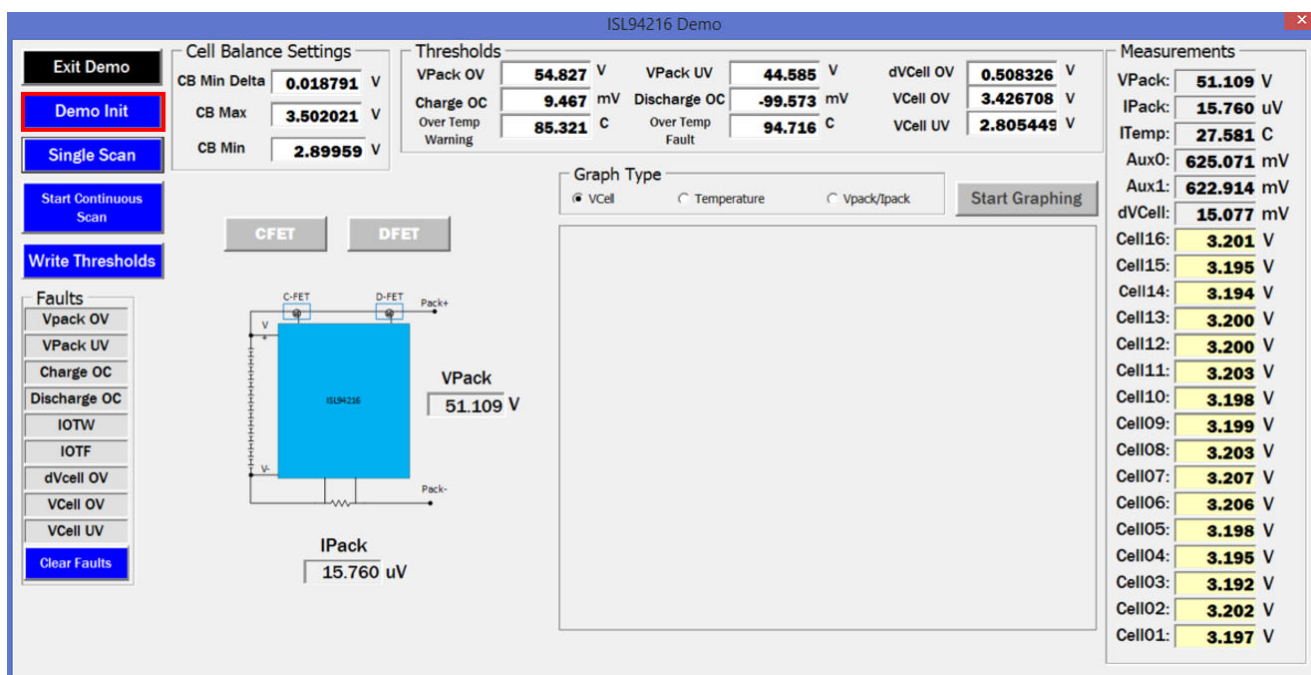 ISL94216 Demo
Exit Demo
Demo Init
Single Scan
Start Continuous
Scan
Write Thresholds
Cell Balance Settings
CB Min Delta 0.018791 V
CB Max 3.502021 V
CB Min 2.89959 V
Thresholds
VPack OV 54.827 V VPack UV 44.585 V dVCell OV 0.508326 V
Charge OC 9.467 mV Discharge OC -99.573 mV VCell OV 3.426708 V
Over Temp
Warning 85.321 C Over Temp
Fault 94.716 C VCell UV 2.805449 V
Graph Type
VCell Temperature Vpack/Ipack
Start Graphing
CFET DFET
Faults
Vpack OV
VPack UV
Charge OC
Discharge OC
IOTW
IOTF
dVcell OV
VCell OV
VCell UV
Clear Faults
C-FET D-FET Pack+
V
+
ISL94216
V-
Pack-
VPack
51.109 V
IPack
15.760 uV
Measurements
VPack: 51.109 V
IPack: 15.760 uV
ITemp: 27.581 C
Aux0: 625.071 mV
Aux1: 622.914 mV
dVCell: 15.077 mV
Cell16: 3.201 V
Cell15: 3.195 V
Cell14: 3.194 V
Cell13: 3.200 V
Cell12: 3.200 V
Cell11: 3.203 V
Cell10: 3.198 V
Cell09: 3.199 V
Cell08: 3.203 V
Cell07: 3.207 V
Cell06: 3.206 V
Cell05: 3.198 V
Cell04: 3.195 V
Cell03: 3.192 V
Cell02: 3.202 V
Cell01: 3.197 V